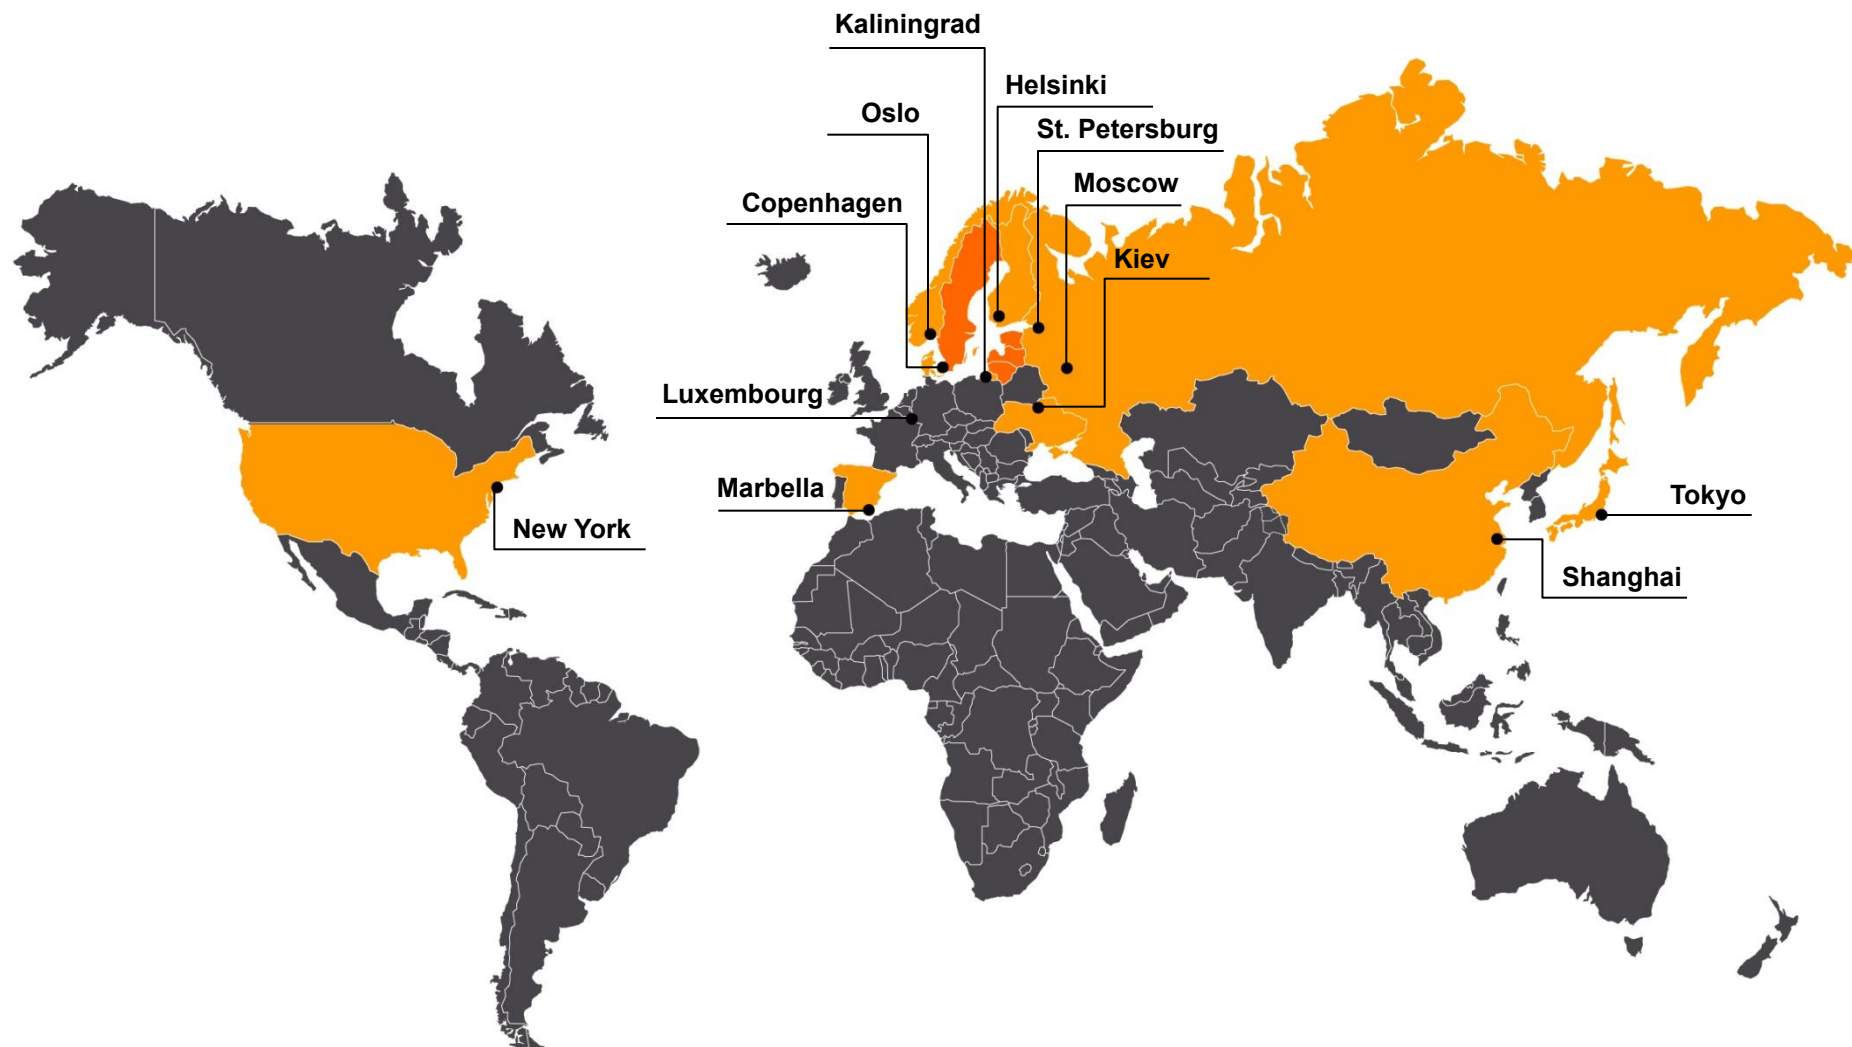 Kaliningrad
Helsinki
Oslo
St. Petersburg
Moscow
Copenhagen
Kiev
Luxembourg
Marbella
New York
Tokyo
Shanghai